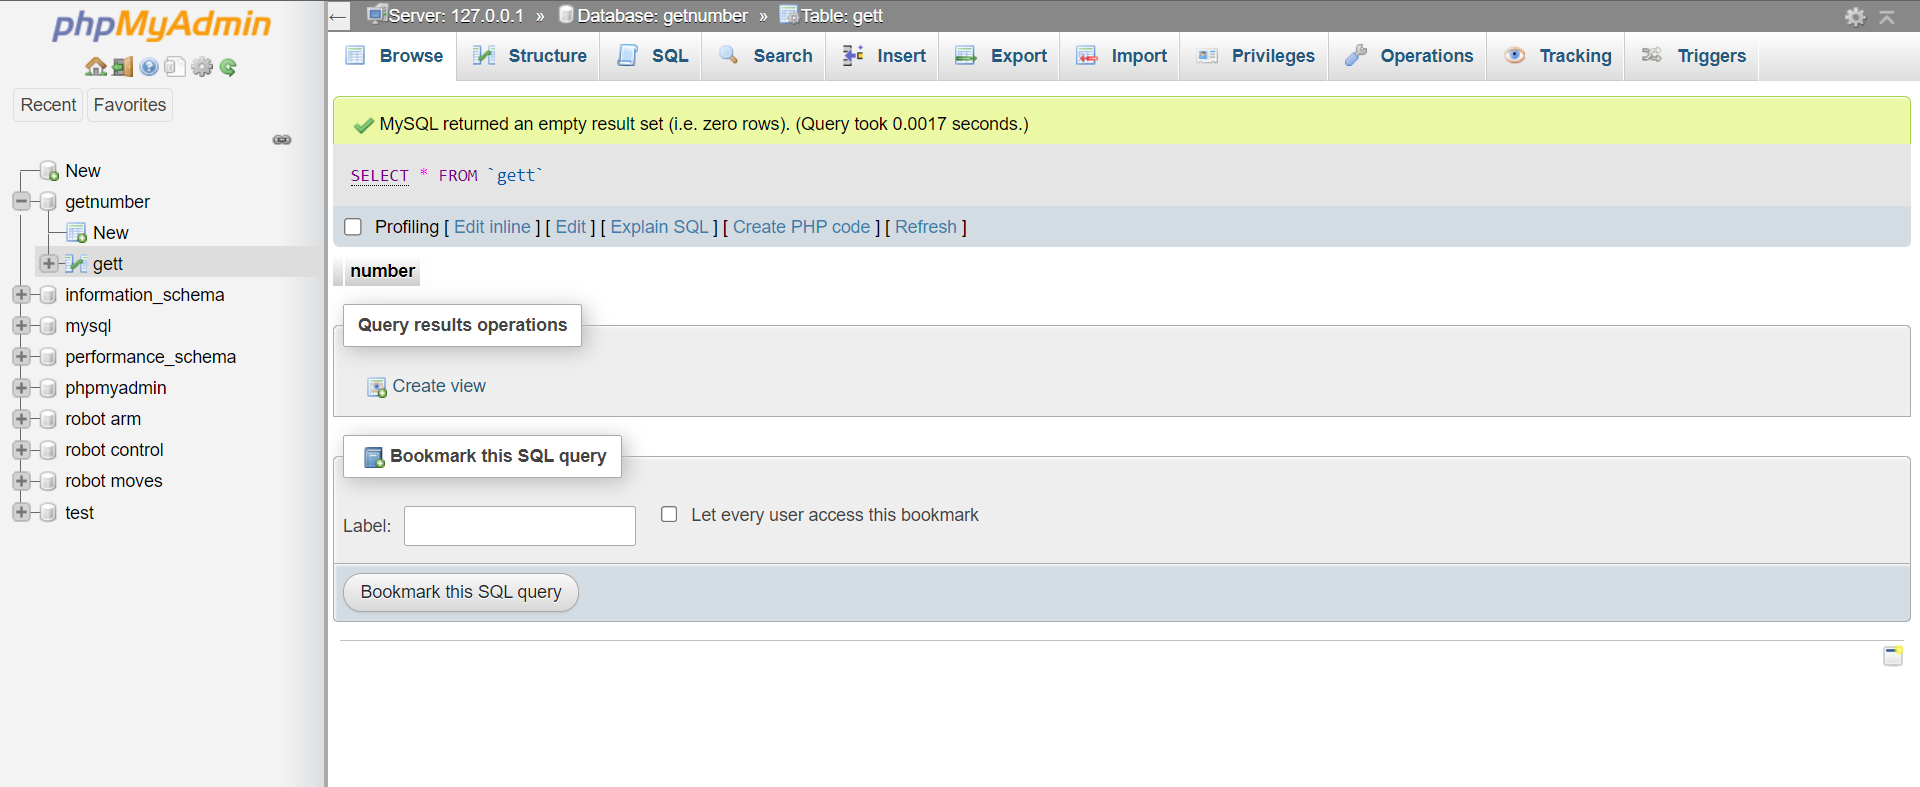 phpMyAdmin
Recent Favorites
New
getnumber
New
gett
information_schema
mysql
performance_schema
phpmyadmin
robot arm
robot control
robot moves
test
Server: 127.0.0.1 » Database: getnumber » Table: gett
Browse Structure SQL Search Insert Export Import Privileges Operations Tracking Triggers
MySQL returned an empty result set (i.e. zero rows). (Query took 0.0017 seconds.)
SELECT * FROM `gett`
Profiling [ Edit inline ] [ Edit ] [ Explain SQL ] [ Create PHP code ] [ Refresh ]
number
Query results operations
Create view
Bookmark this SQL query
Label: Let every user access this bookmark
Bookmark this SQL query